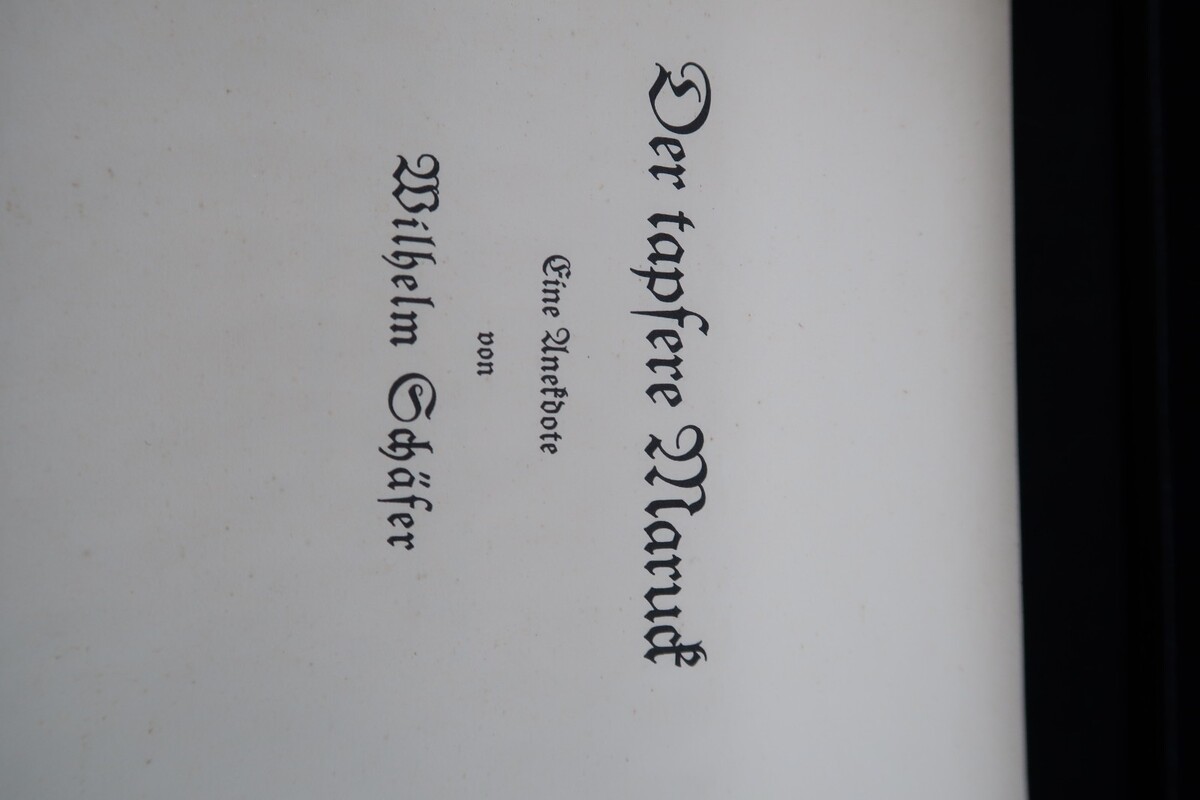 Der tapfere Maruck
Eine Anekdote
von
Wilhelm Schäfer